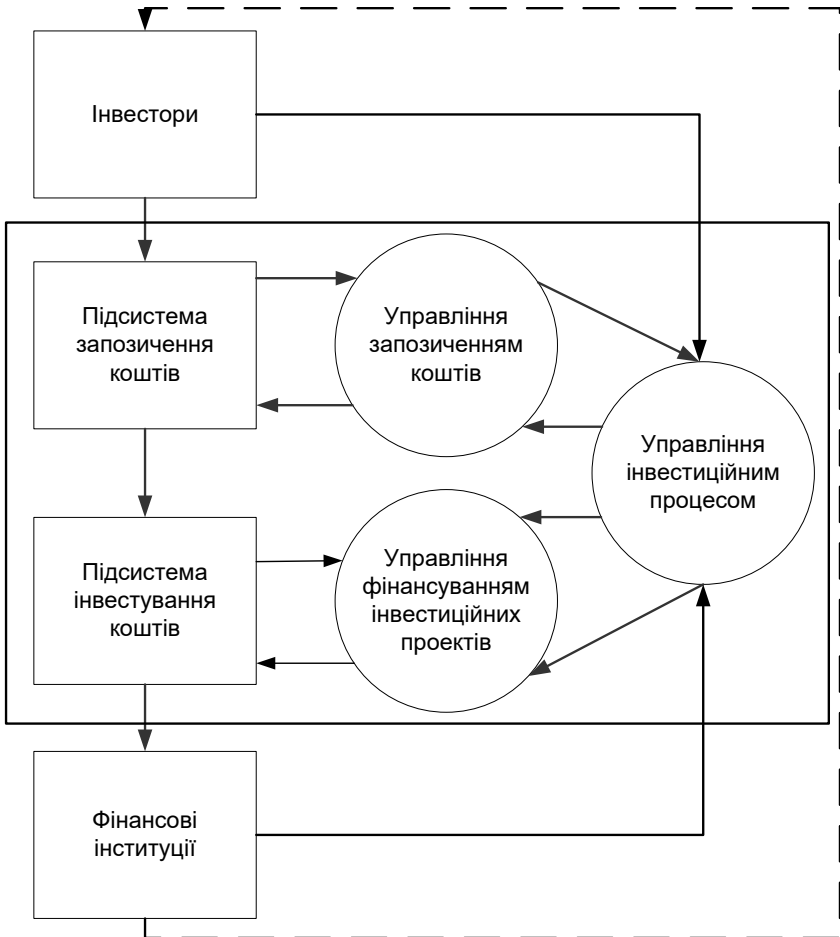 Інвестори
Підсистема
запозичення
коштів
Управління
запозиченням
коштів
Управління
інвестиційним
процесом
Підсистема
інвестування
коштів
Управління
фінансуванням
інвестиційних
проектів
Фінансові
інституції